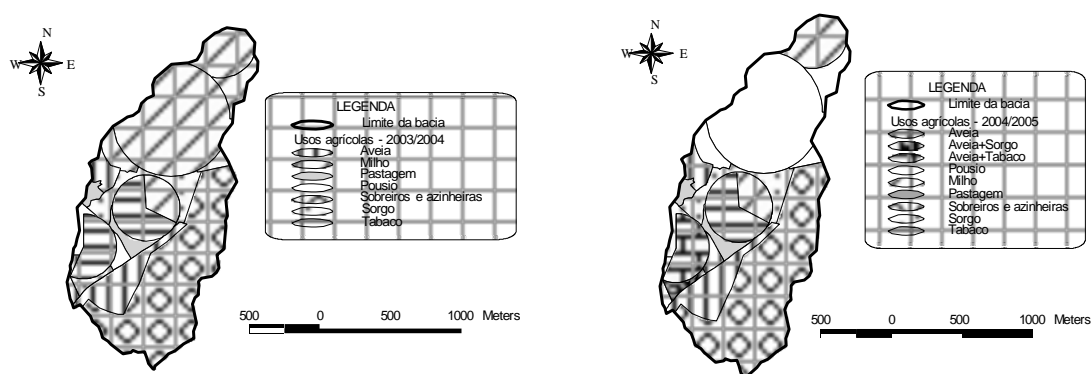 N
W E
S
LEGENDA
Limite da bacia
Usos agrícolas - 2003/2004
Aveia
Milho
Pastagem
Pousio
Sobreiros e azinheiras
Sorgo
Tabaco
500 0 500 1000 Meters
N
W E
S
LEGENDA
Limite da bacia
Usos agrícolas - 2004/2005
Aveia
Aveia+Sorgo
Aveia+Tabaco
Pousio
Milho
Pastagem
Sobreiros e azinheiras
Sorgo
Tabaco
500 0 500 1000 Meters